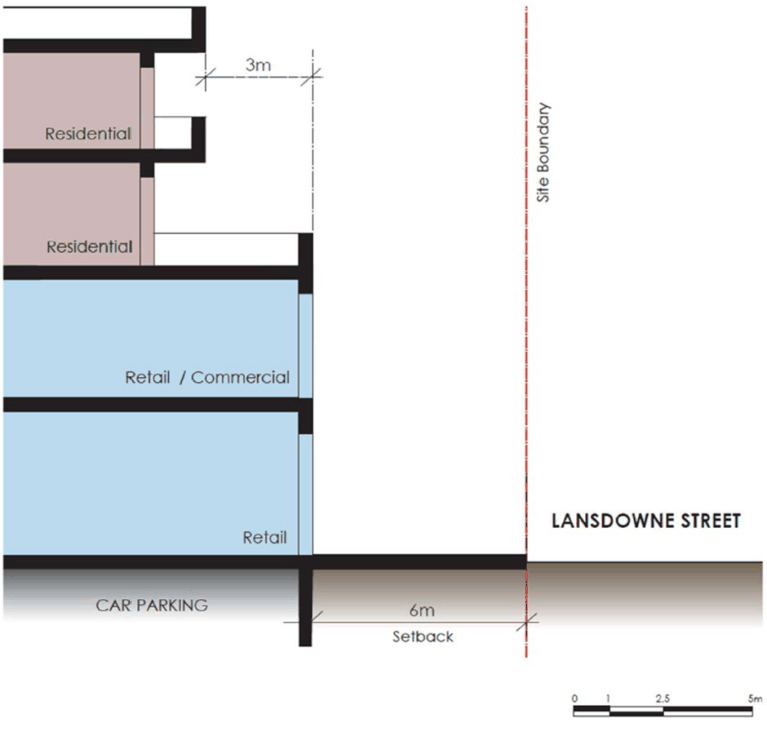 3m
Site Boundary
Residential
Residential
Retail / Commercial
Retail
LANSDOWNE STREET
CAR PARKING
6m
Setback
0 1 2.5 5m